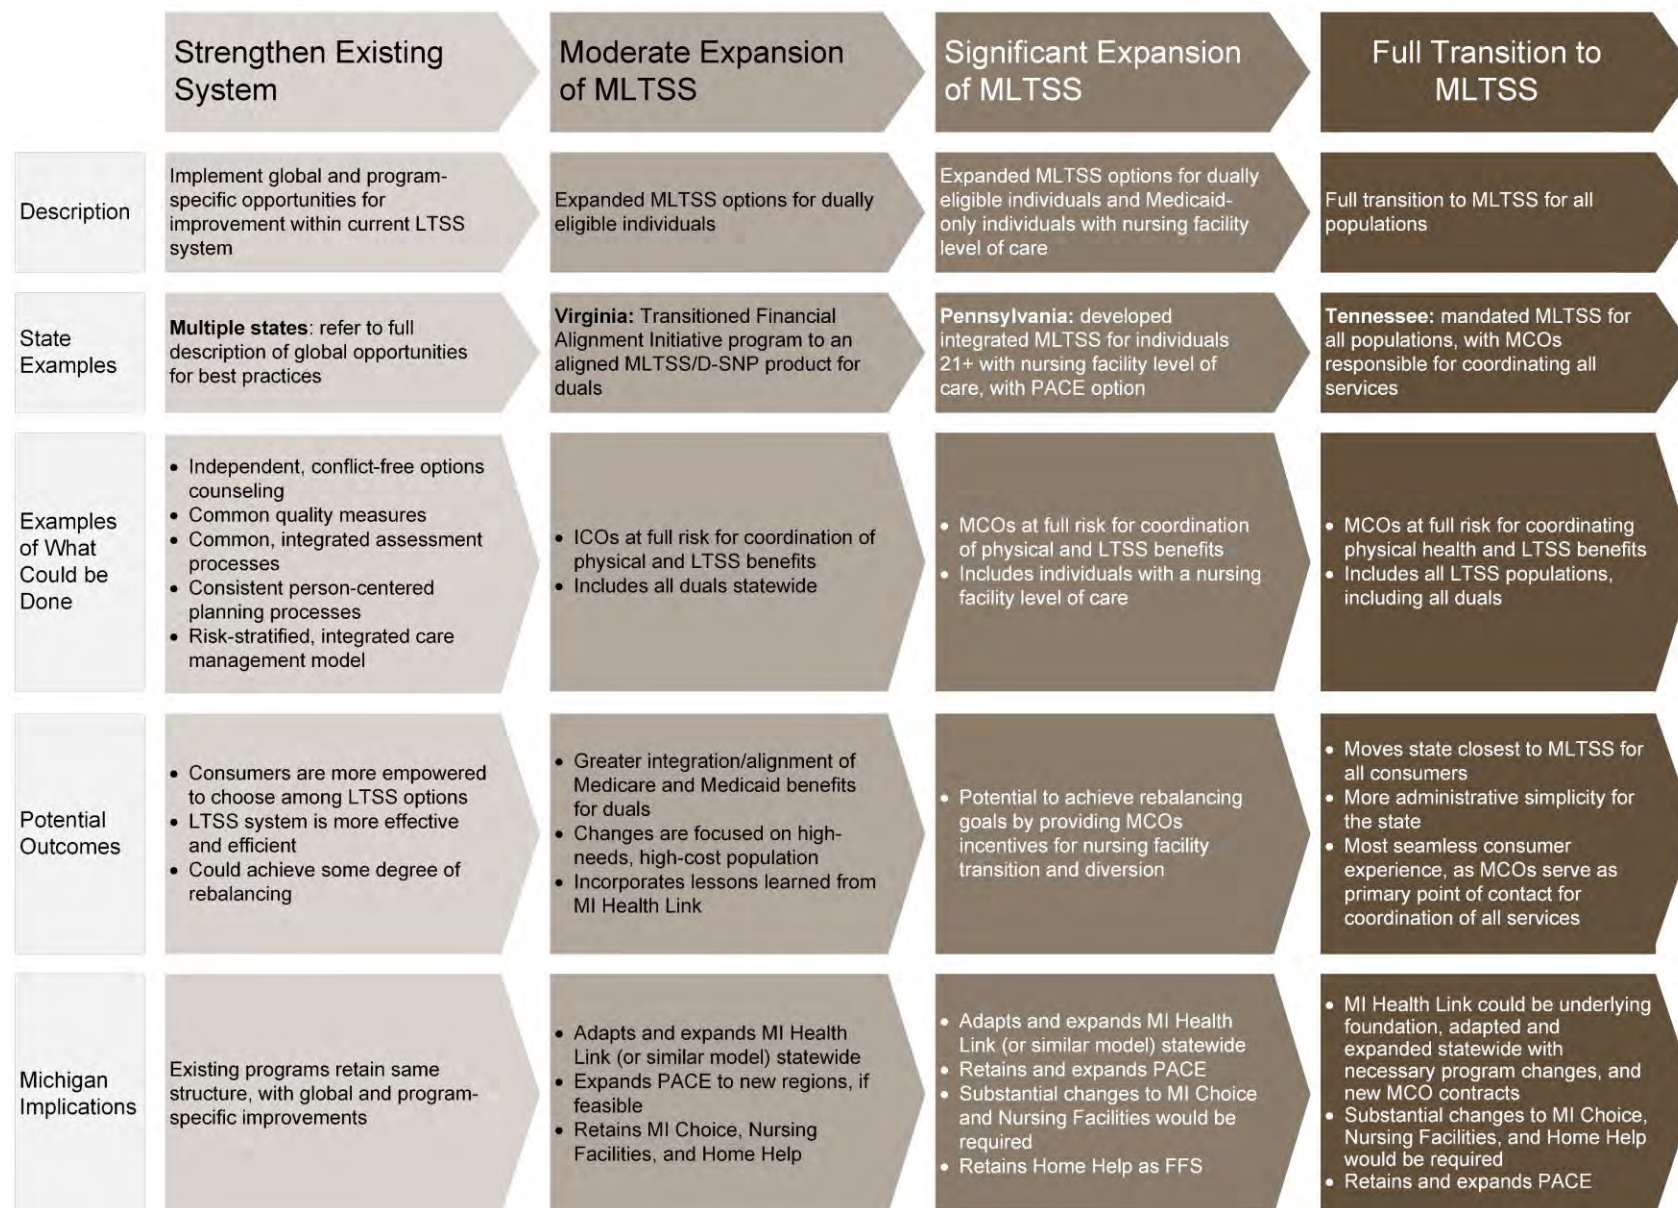 Strengthen Existing
System
Moderate Expansion
of MLTSS
Significant Expansion
of MLTSS
Full Transition to
MLTSS
Description
Implement global and program-
specific opportunities for
improvement within current LTSS
system
Expanded MLTSS options for dually
eligible individuals
Expanded MLTSS options for dually
eligible individuals and Medicaid-
only individuals with nursing facility
level of care
Full transition to MLTSS for all
populations
State
Examples
Multiple states: refer to full
description of global opportunities
for best practices
Virginia: Transitioned Financial
Alignment Initiative program to an
aligned MLTSS/D-SNP product for
duals
Pennsylvania: developed
integrated MLTSS for individuals
21+ with nursing facility level of
care, with PACE option
Tennessee: mandated MLTSS for
all populations, with MCOs
responsible for coordinating all
services
Examples
of What
Could be
Done
• Independent, conflict-free options
counseling
• Common quality measures
• Common, integrated assessment
processes
• Consistent person-centered
planning processes
• Risk-stratified, integrated care
management model
• ICOs at full risk for coordination of
physical and LTSS benefits
• Includes all duals statewide
• MCOs at full risk for coordination
of physical and LTSS benefits
• Includes individuals with a nursing
facility level of care
• MCOs at full risk for coordinating
physical health and LTSS benefits
• Includes all LTSS populations,
including all duals
Potential
Outcomes
• Consumers are more empowered
to choose among LTSS options
• LTSS system is more effective
and efficient
• Could achieve some degree of
rebalancing
• Greater integration/alignment of
Medicare and Medicaid benefits
for duals
• Changes are focused on high-
needs, high-cost population
• Incorporates lessons learned from
MI Health Link
• Potential to achieve rebalancing
goals by providing MCOs
incentives for nursing facility
transition and diversion
• Moves state closest to MLTSS for
all consumers
• More administrative simplicity for
the state
• Most seamless consumer
experience, as MCOs serve as
primary point of contact for
coordination of all services
Michigan
Implications
Existing programs retain same
structure, with global and program-
specific improvements
• Adapts and expands MI Health
Link (or similar model) statewide
• Expands PACE to new regions, if
feasible
• Retains MI Choice, Nursing
Facilities, and Home Help
• Adapts and expands MI Health
Link (or similar model) statewide
• Retains and expands PACE
• Substantial changes to MI Choice
and Nursing Facilities would be
required
• Retains Home Help as FFS
• MI Health Link could be underlying
foundation, adapted and
expanded statewide with
necessary program changes, and
new MCO contracts
• Substantial changes to MI Choice,
Nursing Facilities, and Home Help
would be required
• Retains and expands PACE